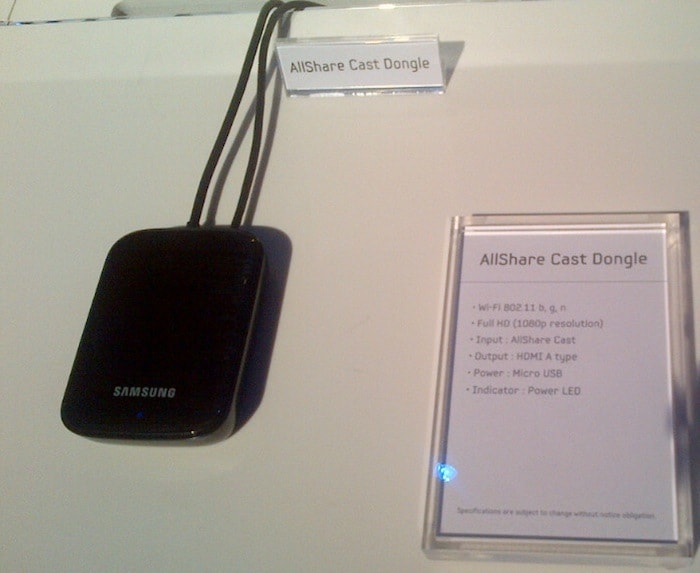 AllShare Cast Dongle
SAMSUNG
AllShare Cast Dongle
• Wi-Fi 802.11 b, g, n
• Full HD (1080p resolution)
• Input : AllShare Cast
• Output : HDMI A type
• Power : Micro USB
• Indicator : Power LED
Specifications are subject to change without notice obligation.